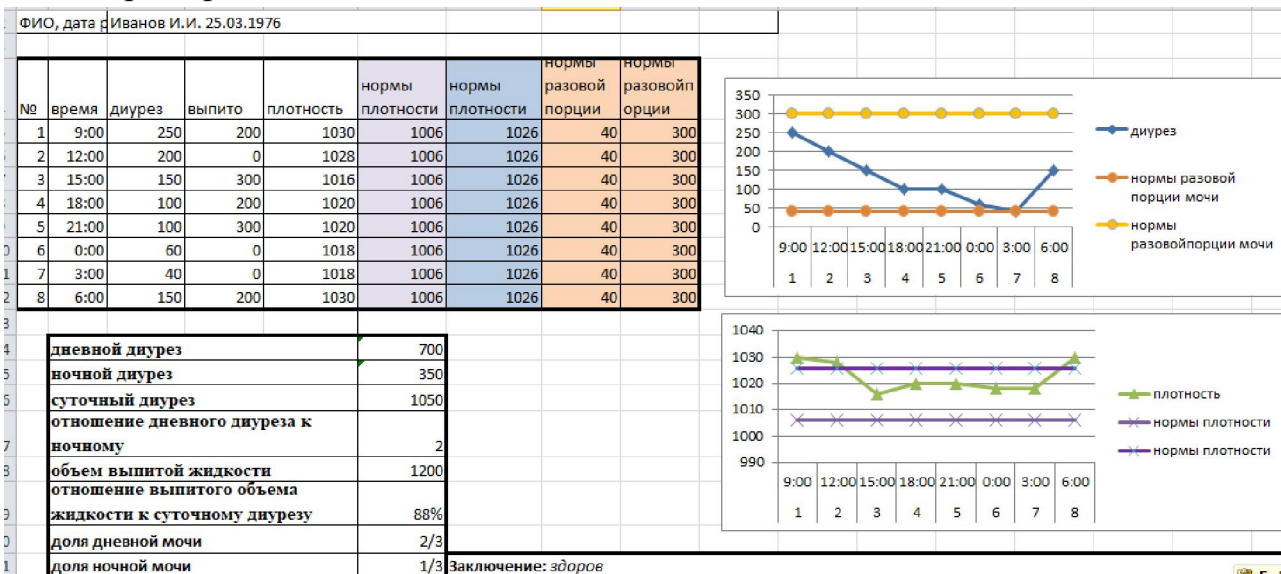 ФИО, дата р Иванов И.И. 25.03.1976
№ время диурез выпито плотность нормы плотности нормы плотности нормы разовой порции нормы разовойпорции
1 9:00 250 200 1030 1006 1026 40 300
2 12:00 200 0 1028 1006 1026 40 300
3 15:00 150 300 1016 1006 1026 40 300
4 18:00 100 200 1020 1006 1026 40 300
5 21:00 100 300 1020 1006 1026 40 300
6 0:00 60 0 1018 1006 1026 40 300
7 3:00 40 0 1018 1006 1026 40 300
8 6:00 150 200 1030 1006 1026 40 300
350
300
250
200
150
100
50
0
9:00 12:00 15:00 18:00 21:00 0:00 3:00 6:00
1 2 3 4 5 6 7 8
диурез
нормы разовой
порции мочи
нормы
разовойпорции мочи
дневной диурез 700
ночной диурез 350
суточный диурез 1050
отношение дневного диуреза к
ночному 2
объем выпитой жидкости 1200
отношение выпитого объема
жидкости к суточному диурезу 88%
доля дневной мочи 2/3
доля ночной мочи 1/3
1040
1030
1020
1010
1000
990
9:00 12:00 15:00 18:00 21:00 0:00 3:00 6:00
1 2 3 4 5 6 7 8
плотность
нормы плотности
нормы плотности
Заключение: здоров